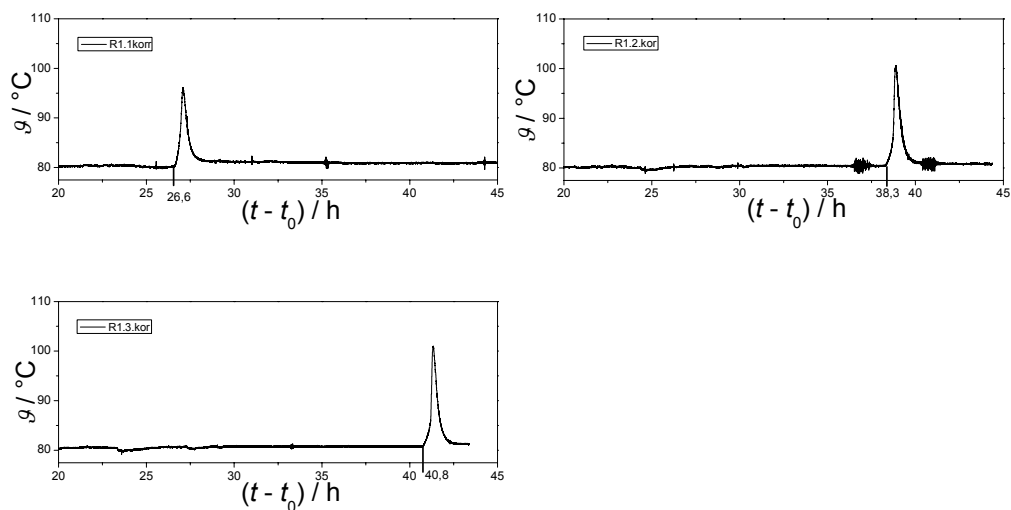 110
R1.1korr
100
ϑ / °C
90
80
20 25 26,6 30 35 40 45
(t - t0) / h
110
R1.2.kor
100
ϑ / °C
90
80
20 25 30 35 38,3 40 45
(t - t0) / h
110
R1.3.kor
100
ϑ / °C
90
80
20 25 30 35 40,8 45
(t - t0) / h